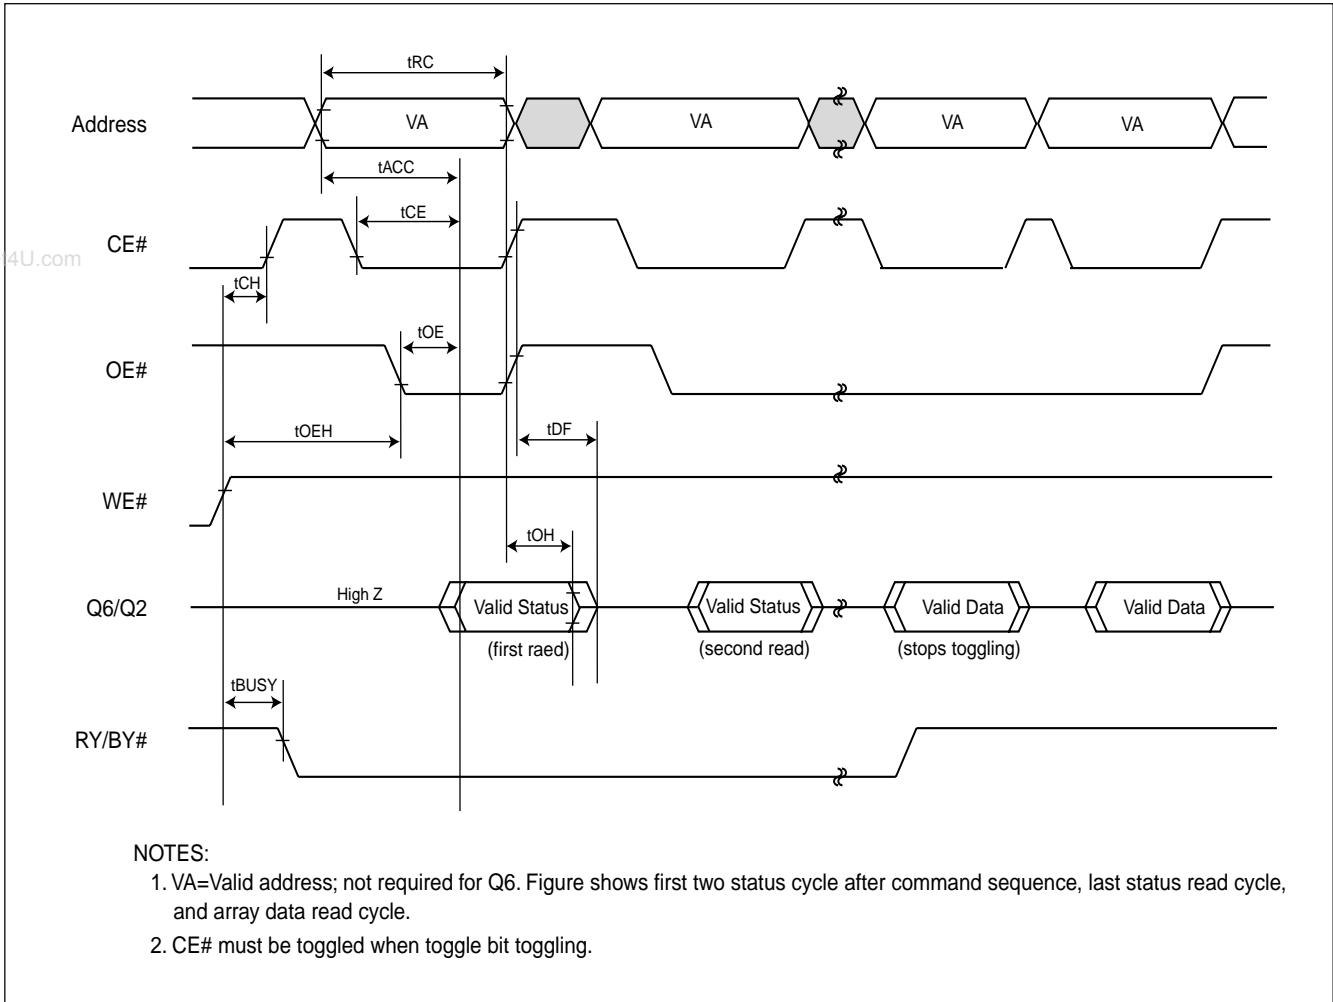 tRC
Address
VA
VA
VA
VA
tACC
tCE
CE#
4U.com
tCH
tOE
OE#
tOEH
tDF
WE#
tOH
High Z
Q6/Q2
Valid Status
Valid Status
Valid Data
Valid Data
(first raed)
(second read)
(stops toggling)
tBUSY
RY/BY#
NOTES:
1. VA=Valid address; not required for Q6. Figure shows first two status cycle after command sequence, last status read cycle,
and array data read cycle.
2. CE# must be toggled when toggle bit toggling.